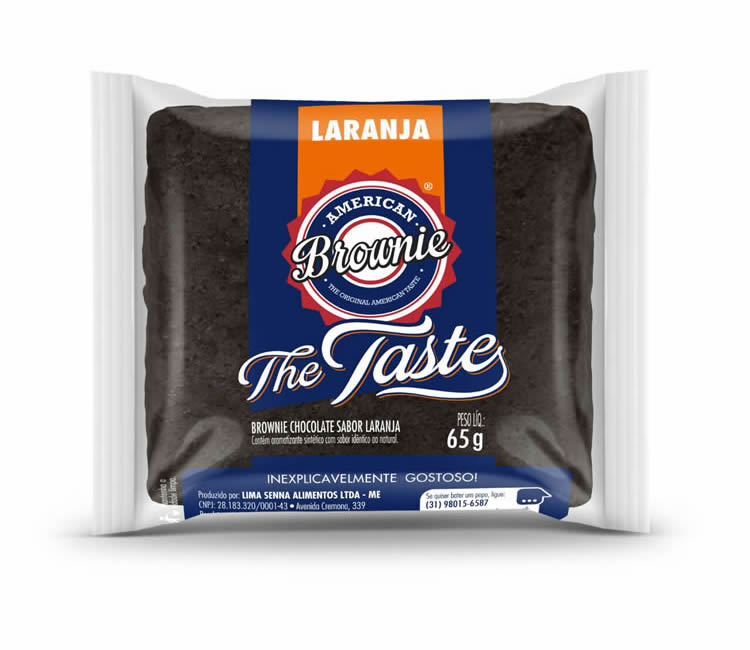 LARANJA
®
· AMERICAN ·
Brownie
· THE ORIGINAL AMERICAN TASTE ·
The Taste
BROWNIE CHOCOLATE SABOR LARANJA
Contém aromatizante sintético com sabor idêntico ao natural.
PESO LÍQ.:
65 g
INEXPLICAVELMENTE GOSTOSO!
Produzido por: LIMA SENNA ALIMENTOS LTDA - ME
CNPJ: 28.183.320/0001-43 • Avenida Cremona, 339
Se quiser bater um papo, ligue:
(31) 98015-6587